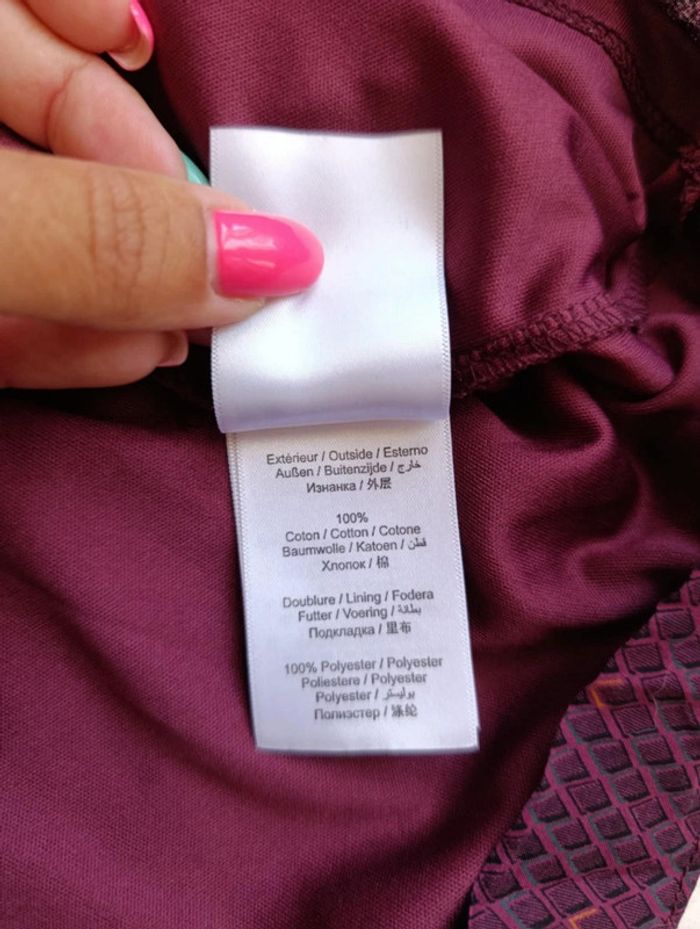 Extérieur / Outside / Esterno
Außen / Buitenzijde / خارج
Изнанка / 外层
100%
Coton / Cotton / Cotone
Baumwolle / Katoen / قطن
Хлопок / 棉
Doublure / Lining / Fodera
Futter / Voering / بطانة
Подкладка / 里布
100% Polyester / Polyester
Poliestere / Polyester
Polyester / بوليستر
Полиэстер / 涤纶